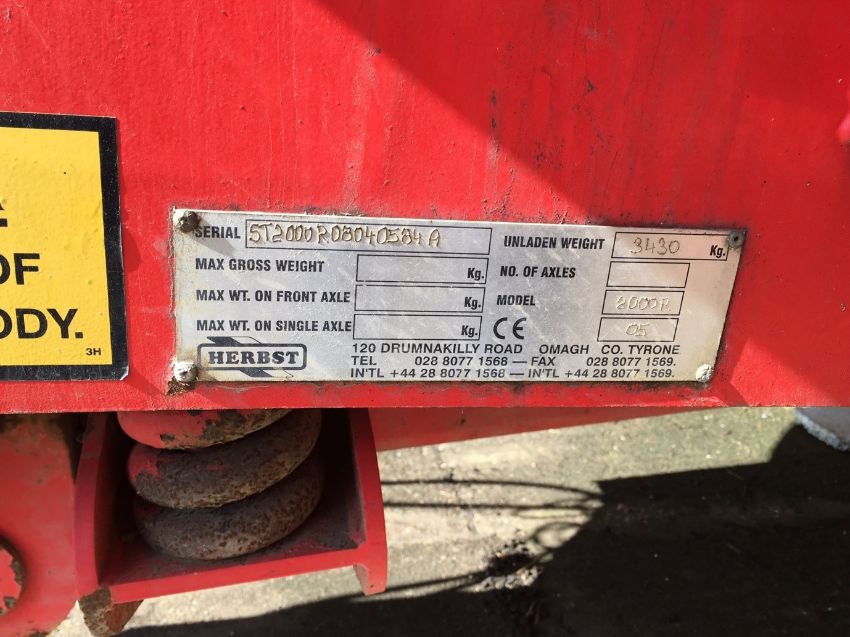 OF
ODY.
3H
SERIAL ST2000R08040584A UNLADEN WEIGHT 3430 Kg.
MAX GROSS WEIGHT Kg. NO. OF AXLES
MAX WT. ON FRONT AXLE Kg. MODEL 2000R
MAX WT. ON SINGLE AXLE Kg. CE 05
HERBST
120 DRUMNAKILLY ROAD OMAGH CO. TYRONE
TEL 028 8077 1568 — FAX 028 8077 1569.
IN'TL +44 28 8077 1568 — IN'TL +44 28 8077 1569.